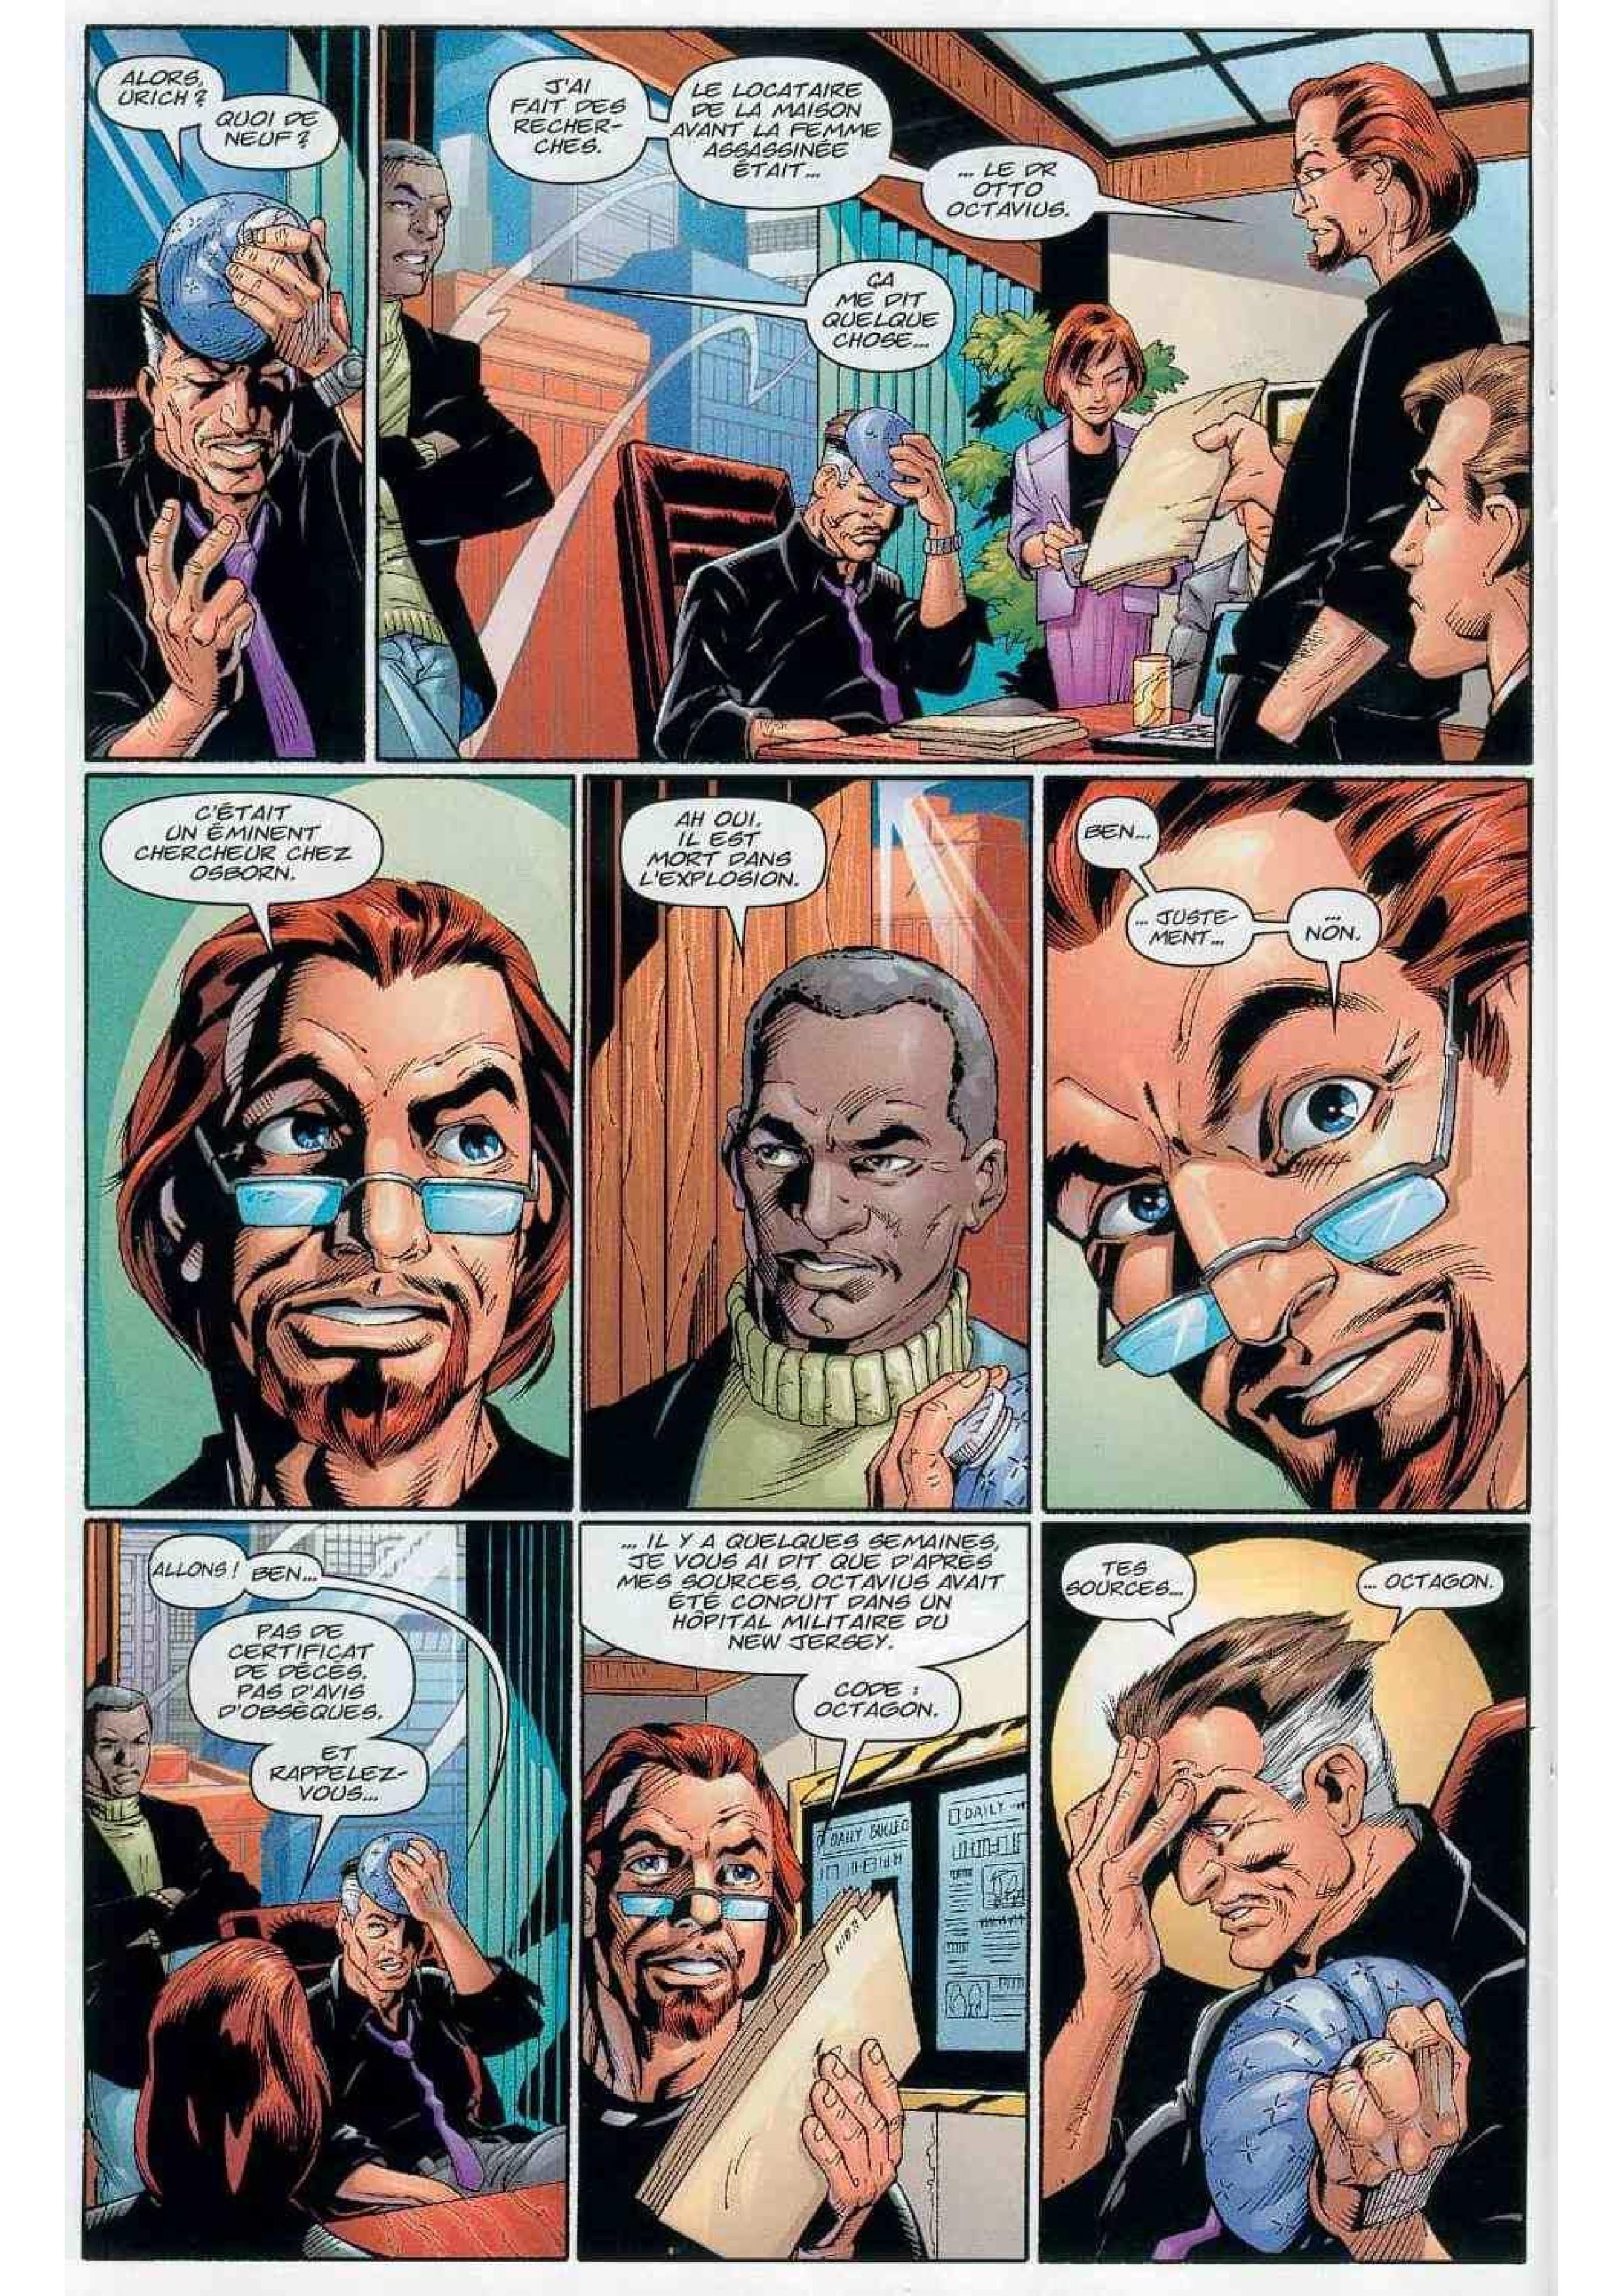 ALORS,
URICH ?
QUOI DE
NEUF ?
J'AI
FAIT DES
RECHER-
CHES.
LE LOCATAIRE
DE LA MAISON
AVANT LA FEMME
ASSASSINÉE
ÉTAIT...
... LE DR
OTTO
OCTAVIUS.
ÇA
ME DIT
QUELQUE
CHOSE...
C'ÉTAIT
UN ÉMINENT
CHERCHEUR CHEZ
OSBORN.
AH OUI.
IL EST
MORT DANS
L'EXPLOSION.
BEN...
... JUSTE-
MENT...
...
NON.
ALLONS ! BEN...
PAS DE
CERTIFICAT
DE DÉCÈS.
PAS D'AVIS
D'OBSÈQUES.
ET
RAPPELEZ-
VOUS...
... IL Y A QUELQUES SEMAINES,
JE VOUS AI DIT QUE D'APRÈS
MES SOURCES, OCTAVIUS AVAIT
ÉTÉ CONDUIT DANS UN
HÔPITAL MILITAIRE DU
NEW JERSEY.
CODE :
OCTAGON.
DAILY BUGLE
DAILY
TES
SOURCES...
... OCTAGON.